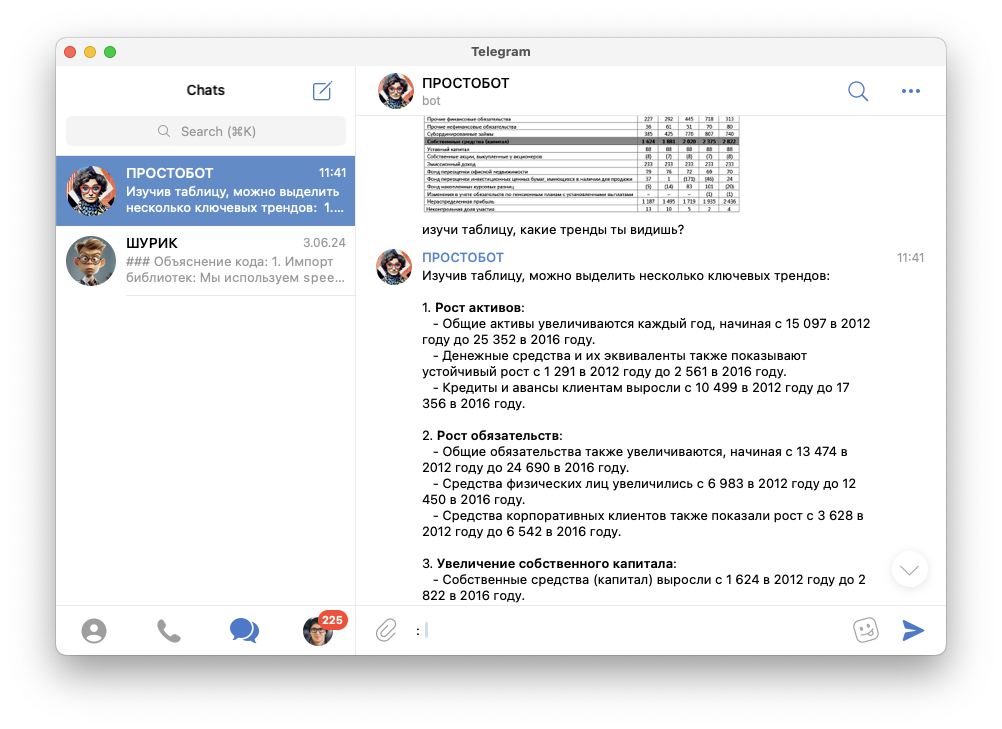 Telegram
Chats
Search (⌘K)
ПРОСТОБОТ 11:41
Изучив таблицу, можно выделить
несколько ключевых трендов: 1....
ШУРИК 3.06.24
### Объяснение кода: 1. Импорт
библиотек: Мы используем spee...
225
ПРОСТОБОТ
bot
Прочие финансовые обязательства 227 292 445 718 313
Прочие нефинансовые обязательства 36 61 51 70 80
Субординированные займы 385 425 770 807 740
Собственные средства (капитал) 1 624 1 881 2 020 2 375 2 822
Уставный капитал 88 88 88 88 88
Собственные акции, выкупленные у акционеров (8) (7) (8) (7) (8)
Эмиссионный доход 233 233 233 233 233
Фонд переоценки офисной недвижимости 79 76 72 69 70
Фонд переоценки инвестиционных ценных бумаг, имеющихся в наличии для продажи 37 1 (171) (46) 24
Фонд накопленных курсовых разниц (5) (14) 83 101 (20)
Изменения в учете обязательств по пенсионным планам с установленными выплатами – – (1) (1) (1)
Нераспределенная прибыль 1 187 1 495 1 719 1 935 2 436
Неконтрольная доля участия 13 10 5 2 4
изучи таблицу, какие тренды ты видишь?
ПРОСТОБОТ 11:41
Изучив таблицу, можно выделить несколько ключевых трендов:
1. Рост активов:
- Общие активы увеличиваются каждый год, начиная с 15 097 в 2012
году до 25 352 в 2016 году.
- Денежные средства и их эквиваленты также показывают
устойчивый рост с 1 291 в 2012 году до 2 561 в 2016 году.
- Кредиты и авансы клиентам выросли с 10 499 в 2012 году до 17
356 в 2016 году.
2. Рост обязательств:
- Общие обязательства также увеличиваются, начиная с 13 474 в
2012 году до 24 690 в 2016 году.
- Средства физических лиц увеличились с 6 983 в 2012 году до 12
450 в 2016 году.
- Средства корпоративных клиентов также показали рост с 3 628 в
2012 году до 6 542 в 2016 году.
3. Увеличение собственного капитала:
- Собственные средства (капитал) выросли с 1 624 в 2012 году до 2
822 в 2016 году.
: